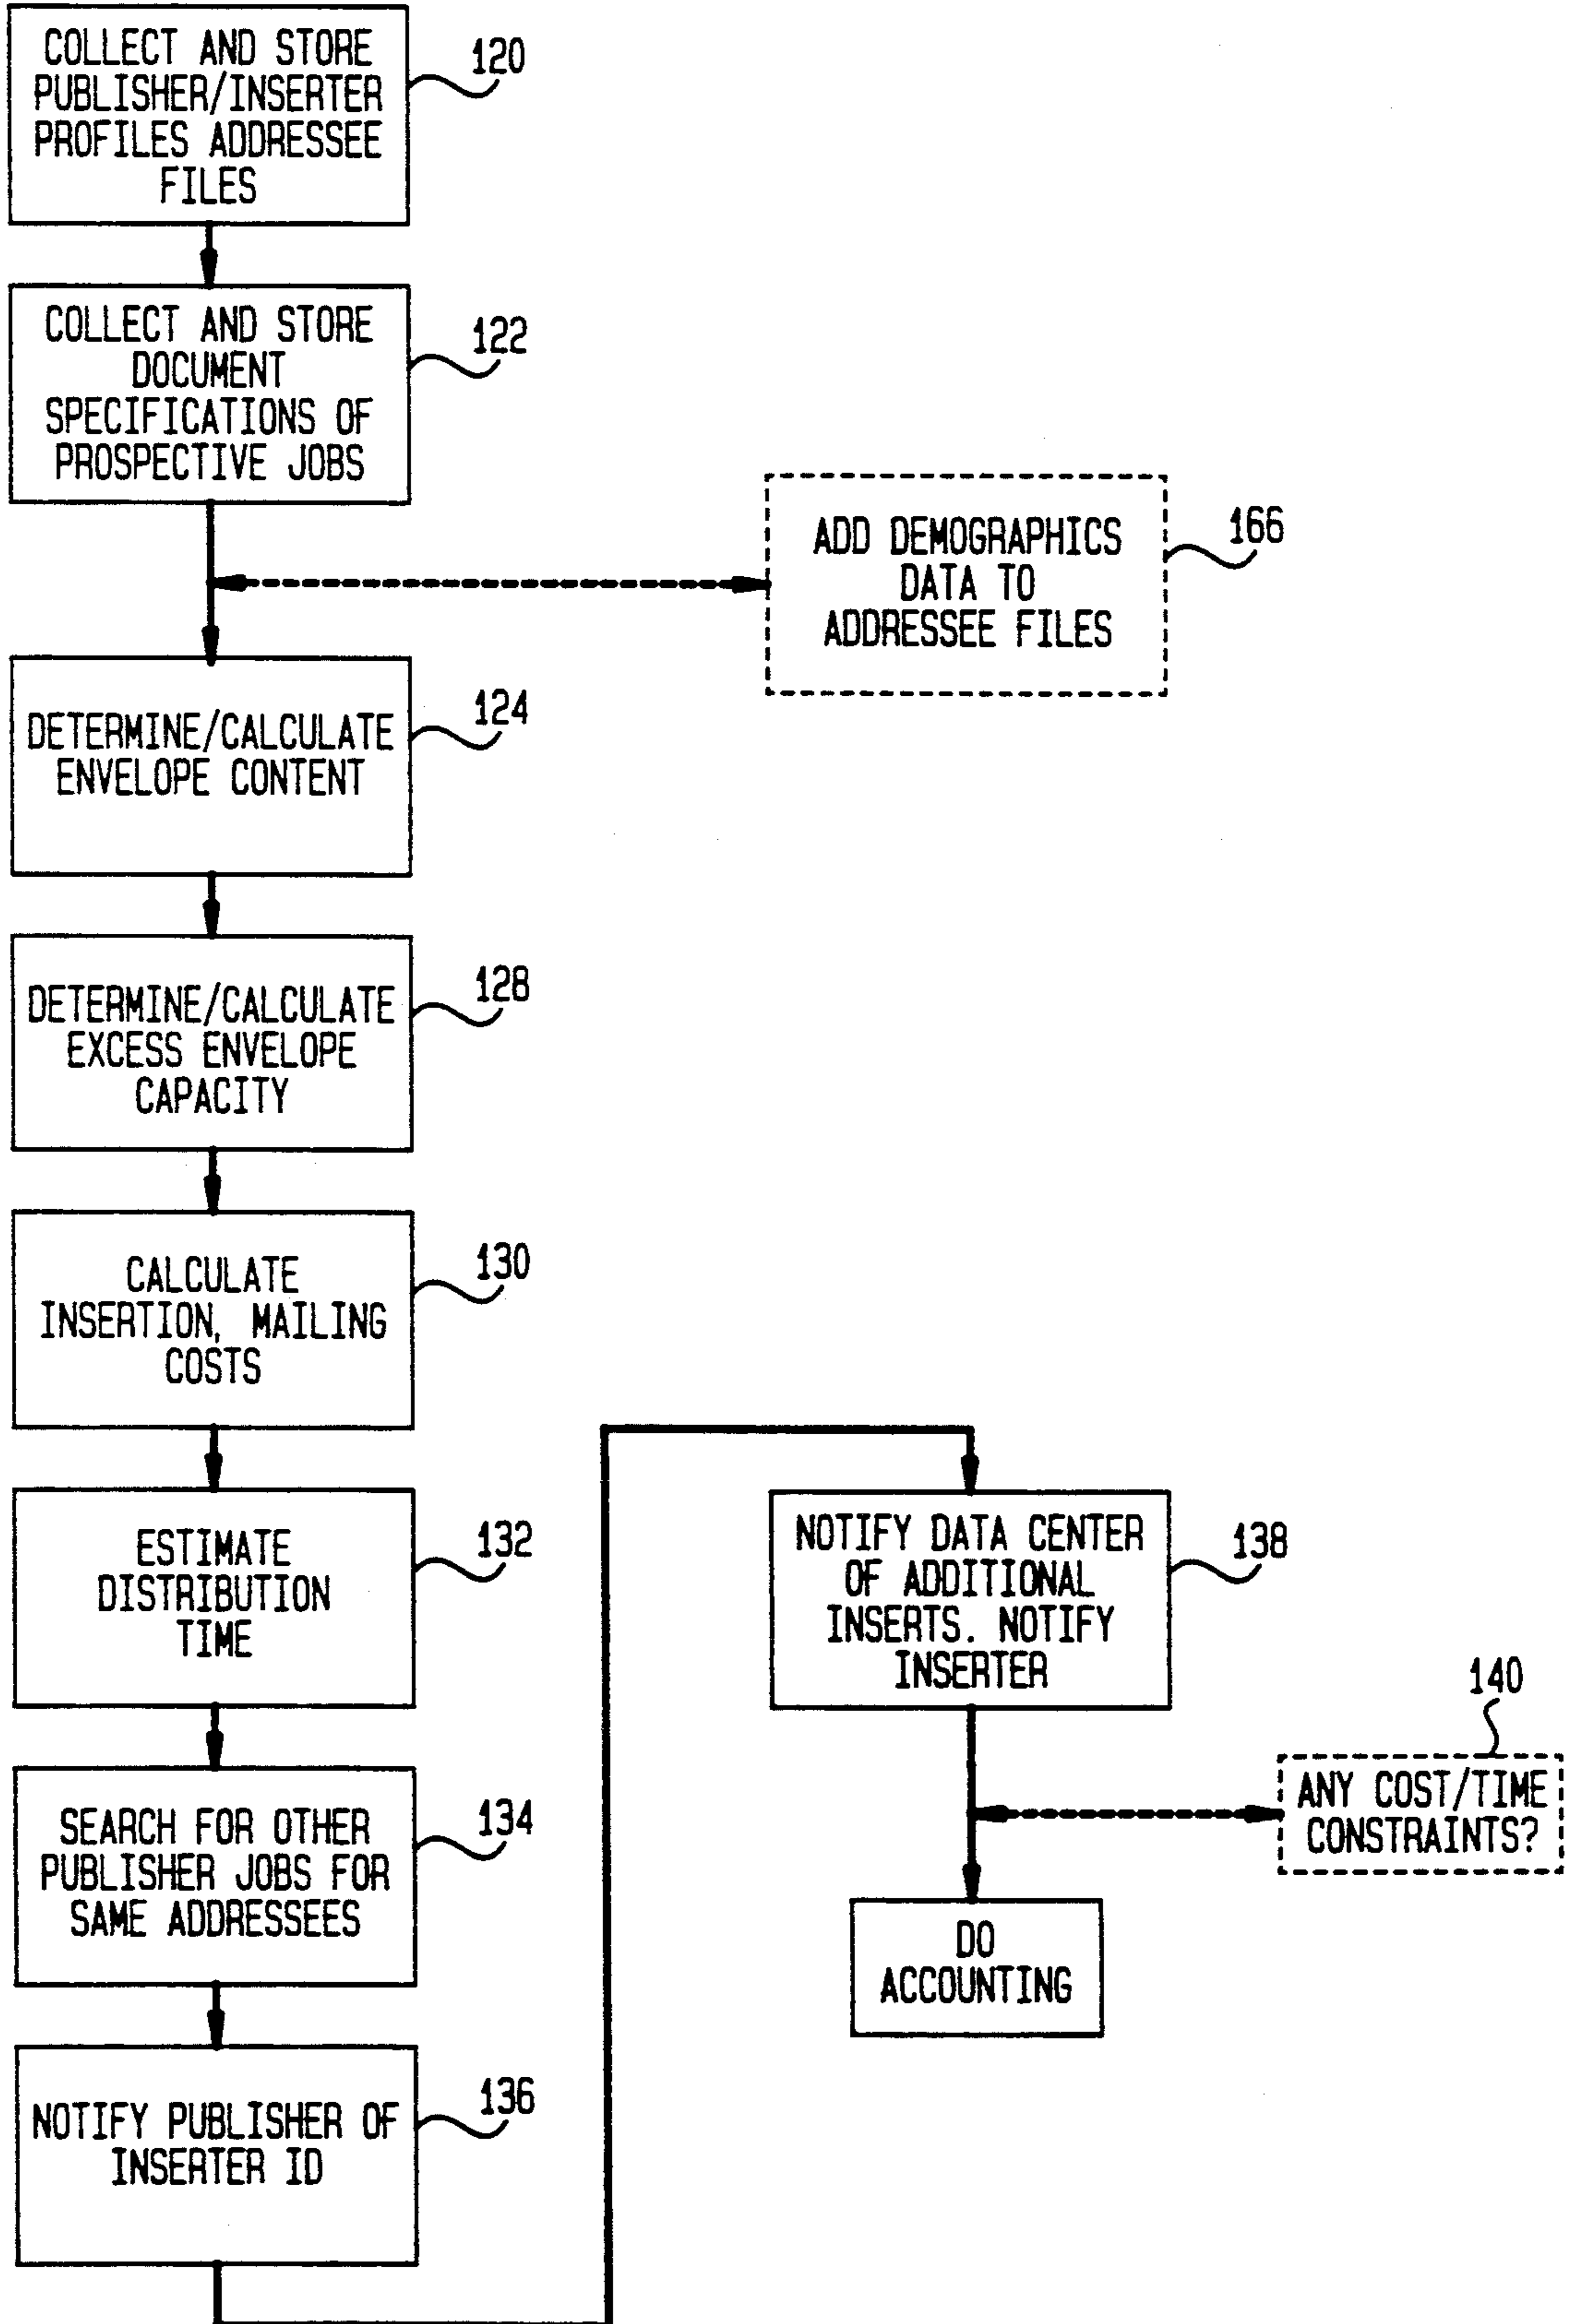 COLLECT AND STORE
PUBLISHER/INSERTER
PROFILES ADDRESSEE
FILES
120
COLLECT AND STORE
DOCUMENT
SPECIFICATIONS OF
PROSPECTIVE JOBS
122
ADD DEMOGRAPHICS
DATA TO
ADDRESSEE FILES
166
DETERMINE/CALCULATE
ENVELOPE CONTENT
124
DETERMINE/CALCULATE
EXCESS ENVELOPE
CAPACITY
128
CALCULATE
INSERTION, MAILING
COSTS
130
ESTIMATE
DISTRIBUTION
TIME
132
SEARCH FOR OTHER
PUBLISHER JOBS FOR
SAME ADDRESSEES
134
NOTIFY PUBLISHER OF
INSERTER ID
136
NOTIFY DATA CENTER
OF ADDITIONAL
INSERTS. NOTIFY
INSERTER
138
140
ANY COST/TIME
CONSTRAINTS?
DO
ACCOUNTING